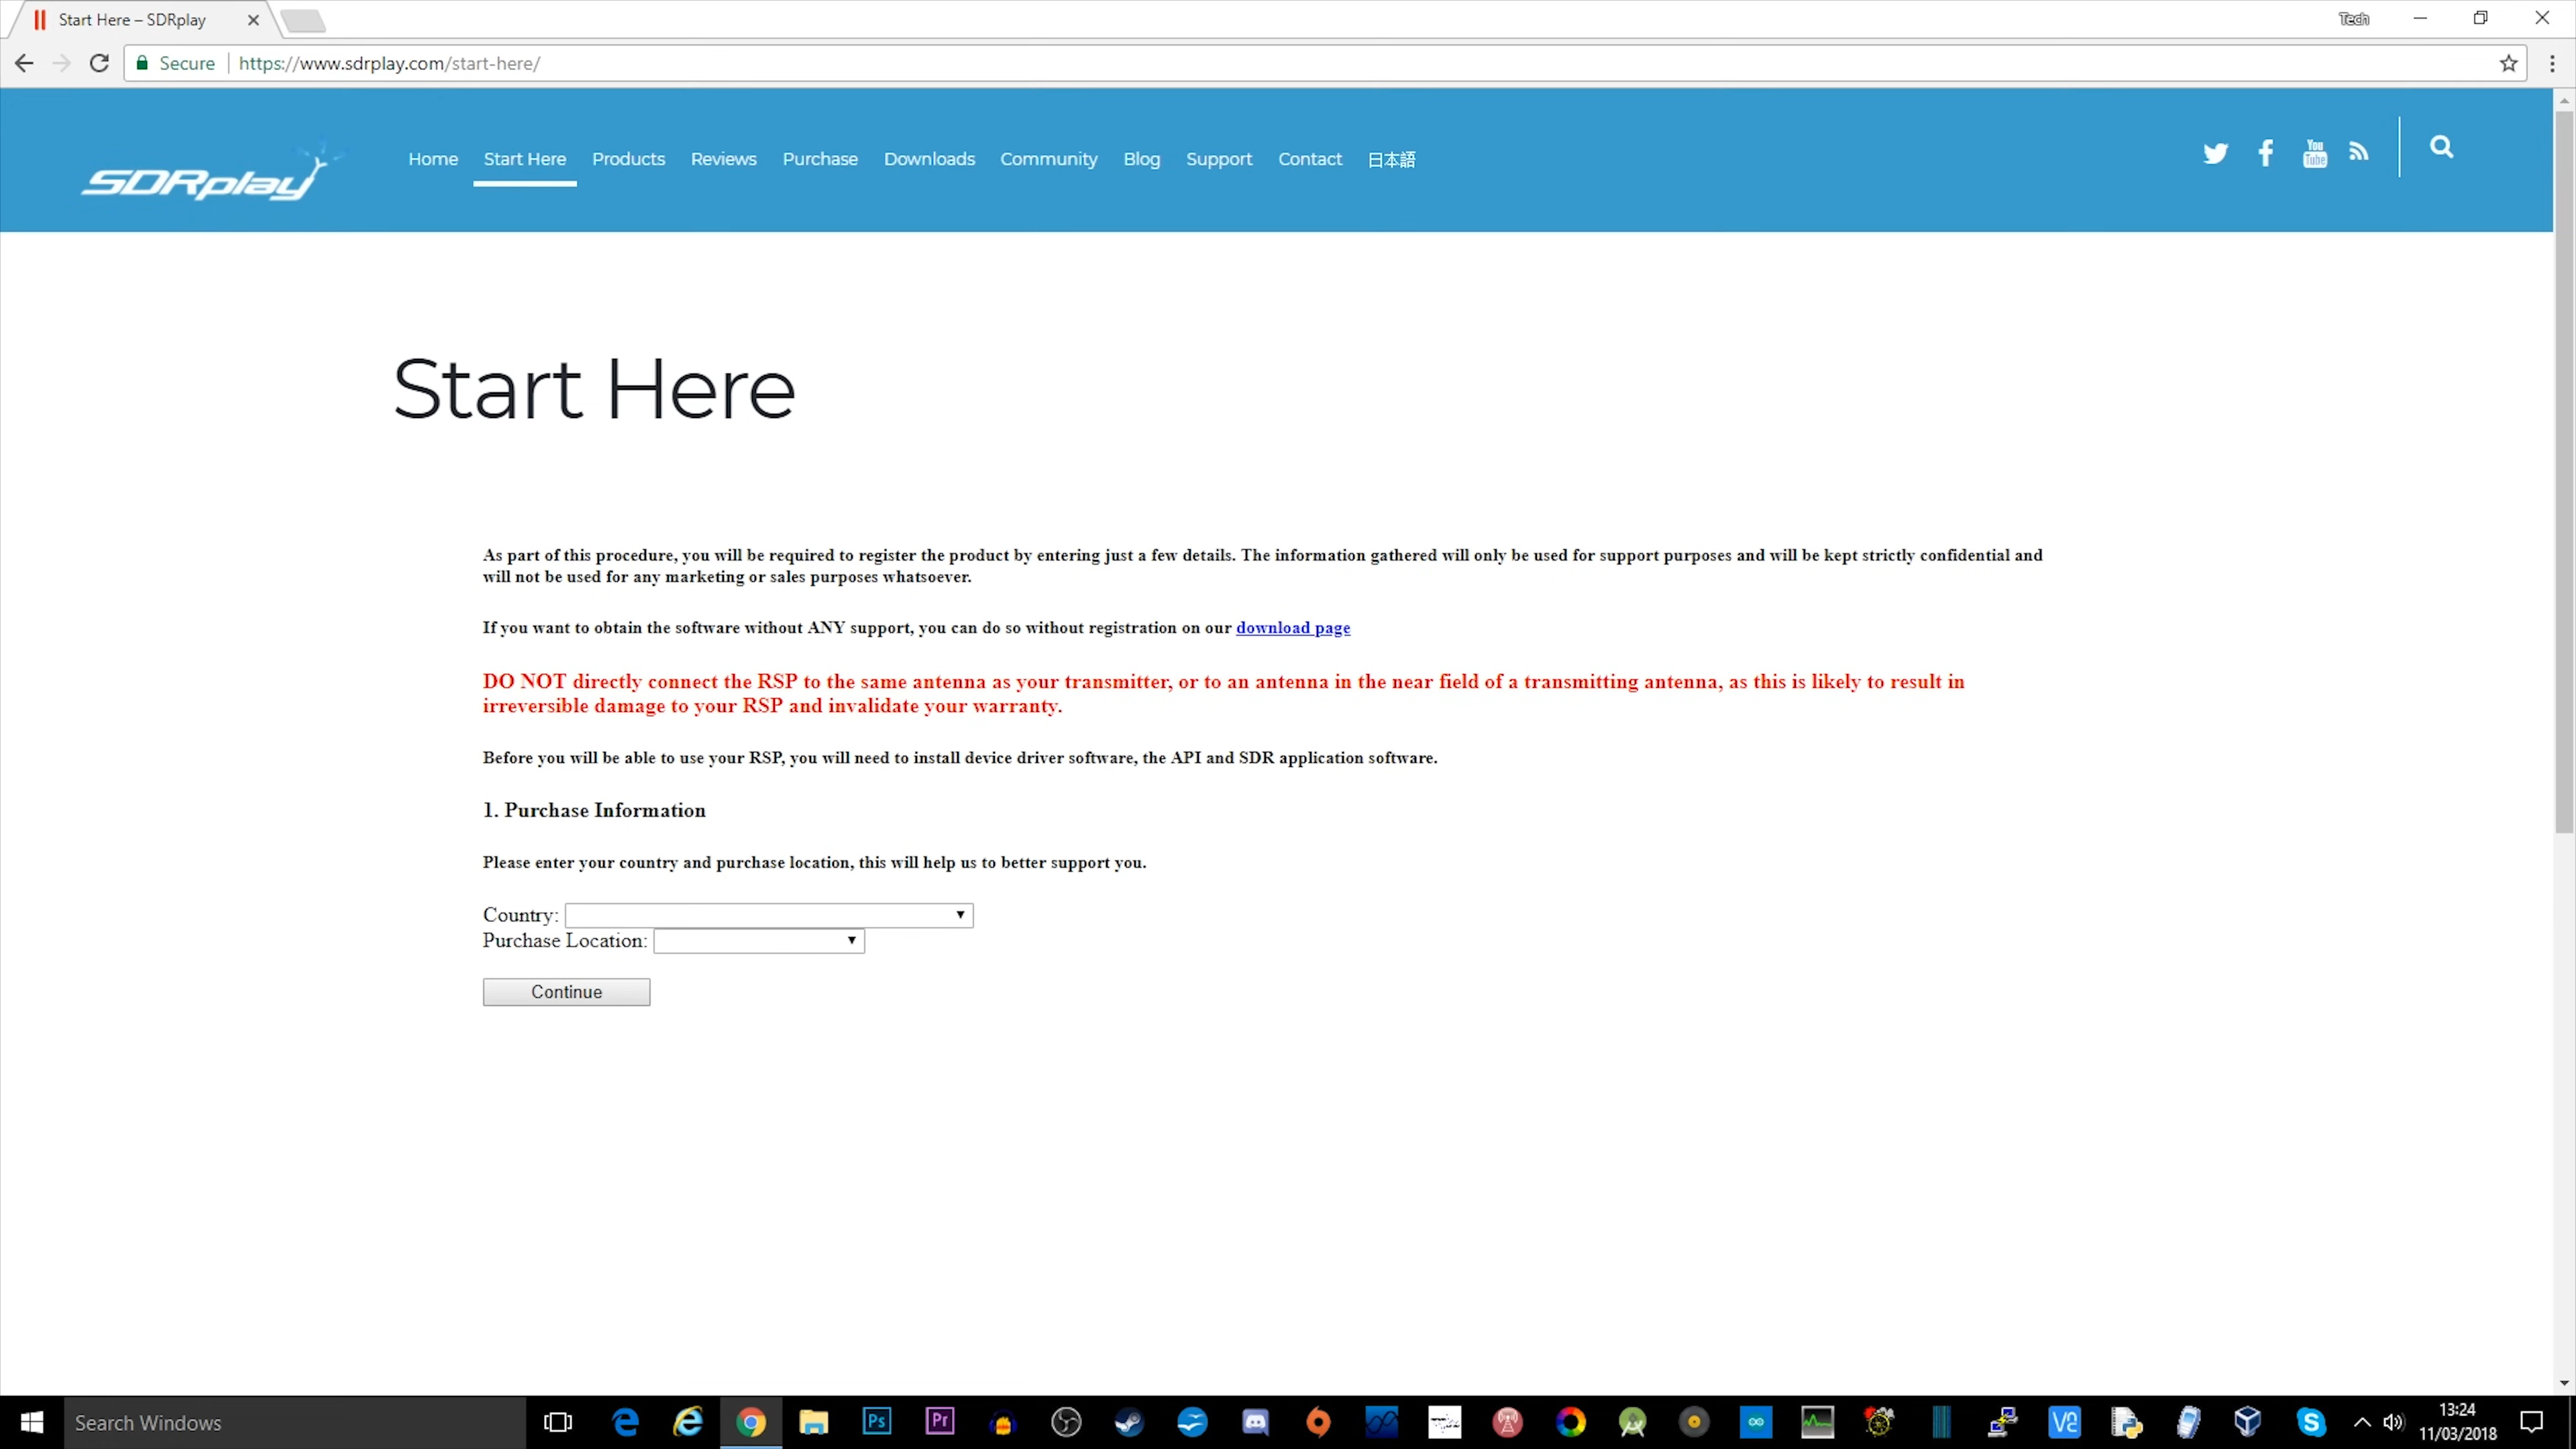 Start Here – SDRplay
Tech
Secure
https://www.sdrplay.com/start-here/
SDRplay
Home
Start Here
Products
Reviews
Purchase
Downloads
Community
Blog
Support
Contact
日本語
You Tube
Start Here
As part of this procedure, you will be required to register the product by entering just a few details. The information gathered will only be used for support purposes and will be kept strictly confidential and
will not be used for any marketing or sales purposes whatsoever.
If you want to obtain the software without ANY support, you can do so without registration on our download page
DO NOT directly connect the RSP to the same antenna as your transmitter, or to an antenna in the near field of a transmitting antenna, as this is likely to result in
irreversible damage to your RSP and invalidate your warranty.
Before you will be able to use your RSP, you will need to install device driver software, the API and SDR application software.
1. Purchase Information
Please enter your country and purchase location, this will help us to better support you.
Country:
Purchase Location:
Continue
Search Windows
Ps
Pr
13:24
11/03/2018